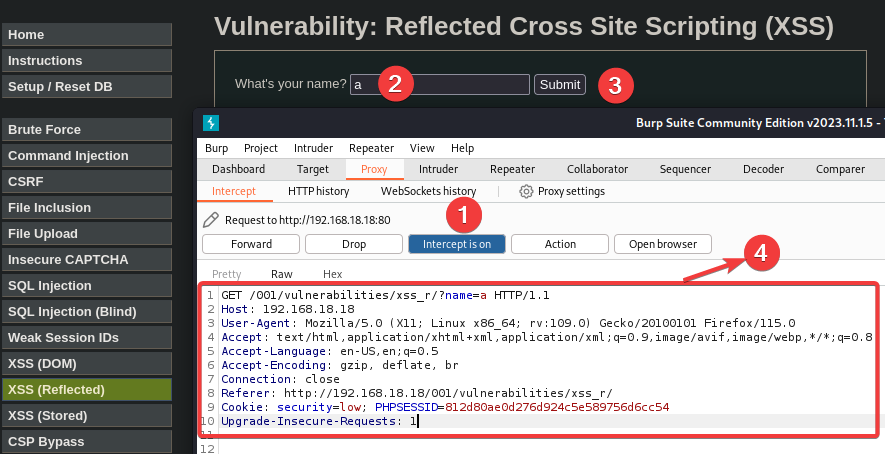 Vulnerability: Reflected Cross Site Scripting (XSS)
Home
Instructions
Setup / Reset DB
Brute Force
Command Injection
CSRF
File Inclusion
File Upload
Insecure CAPTCHA
SQL Injection
SQL Injection (Blind)
Weak Session IDs
XSS (DOM)
XSS (Reflected)
XSS (Stored)
CSP Bypass
What's your name? a 2 Submit 3
Burp Suite Community Edition v2023.11.1.5 -
Burp Project Intruder Repeater View Help
Dashboard Target Proxy Intruder Repeater Collaborator Sequencer Decoder Comparer
Intercept HTTP history WebSockets history Proxy settings
1
Request to http://192.168.18.18:80
Forward Drop Intercept is on Action Open browser
4
Pretty Raw Hex
1 GET /001/vulnerabilities/xss_r/?name=a HTTP/1.1
2 Host: 192.168.18.18
3 User-Agent: Mozilla/5.0 (X11; Linux x86_64; rv:109.0) Gecko/20100101 Firefox/115.0
4 Accept: text/html,application/xhtml+xml,application/xml;q=0.9,image/avif,image/webp,*/*;q=0.8
5 Accept-Language: en-US,en;q=0.5
6 Accept-Encoding: gzip, deflate, br
7 Connection: close
8 Referer: http://192.168.18.18/001/vulnerabilities/xss_r/
9 Cookie: security=low; PHPSESSID=812d80ae0d276d924c5e589756d6cc54
10 Upgrade-Insecure-Requests: 1
11
12